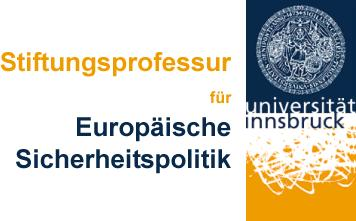 Stiftungsprofessur
für
Europäische
Sicherheitspolitik
universität
innsbruck